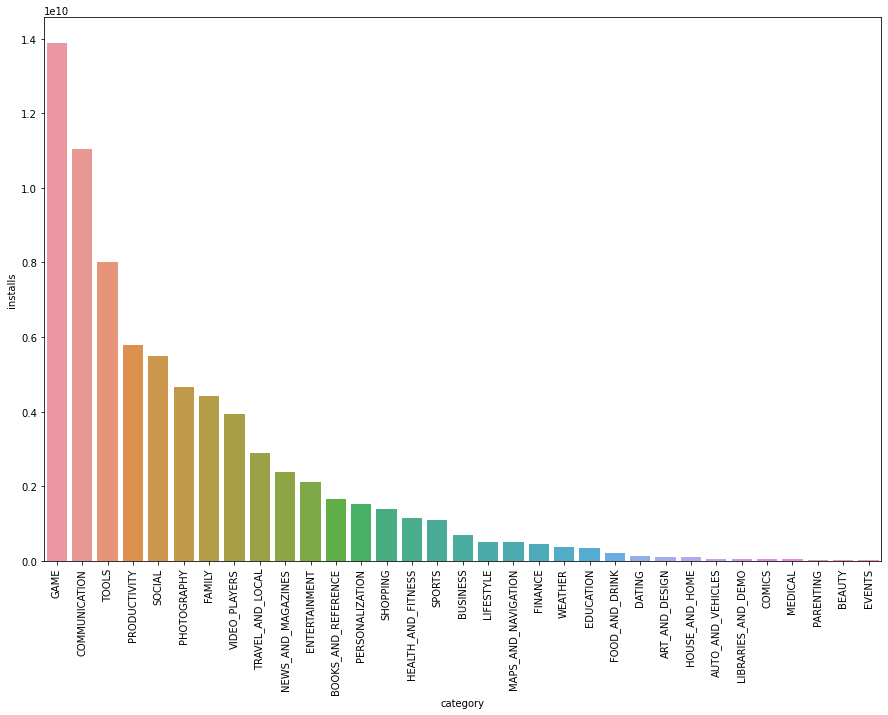 1e10
1.4
1.2
1.0
0.8
0.6
0.4
0.2
0.0
installs
GAME
COMMUNICATION
TOOLS
PRODUCTIVITY
SOCIAL
PHOTOGRAPHY
FAMILY
VIDEO_PLAYERS
TRAVEL_AND_LOCAL
NEWS_AND_MAGAZINES
ENTERTAINMENT
BOOKS_AND_REFERENCE
PERSONALIZATION
SHOPPING
HEALTH_AND_FITNESS
SPORTS
BUSINESS
LIFESTYLE
MAPS_AND_NAVIGATION
FINANCE
WEATHER
EDUCATION
FOOD_AND_DRINK
DATING
ART_AND_DESIGN
HOUSE_AND_HOME
AUTO_AND_VEHICLES
LIBRARIES_AND_DEMO
COMICS
MEDICAL
PARENTING
BEAUTY
EVENTS
category